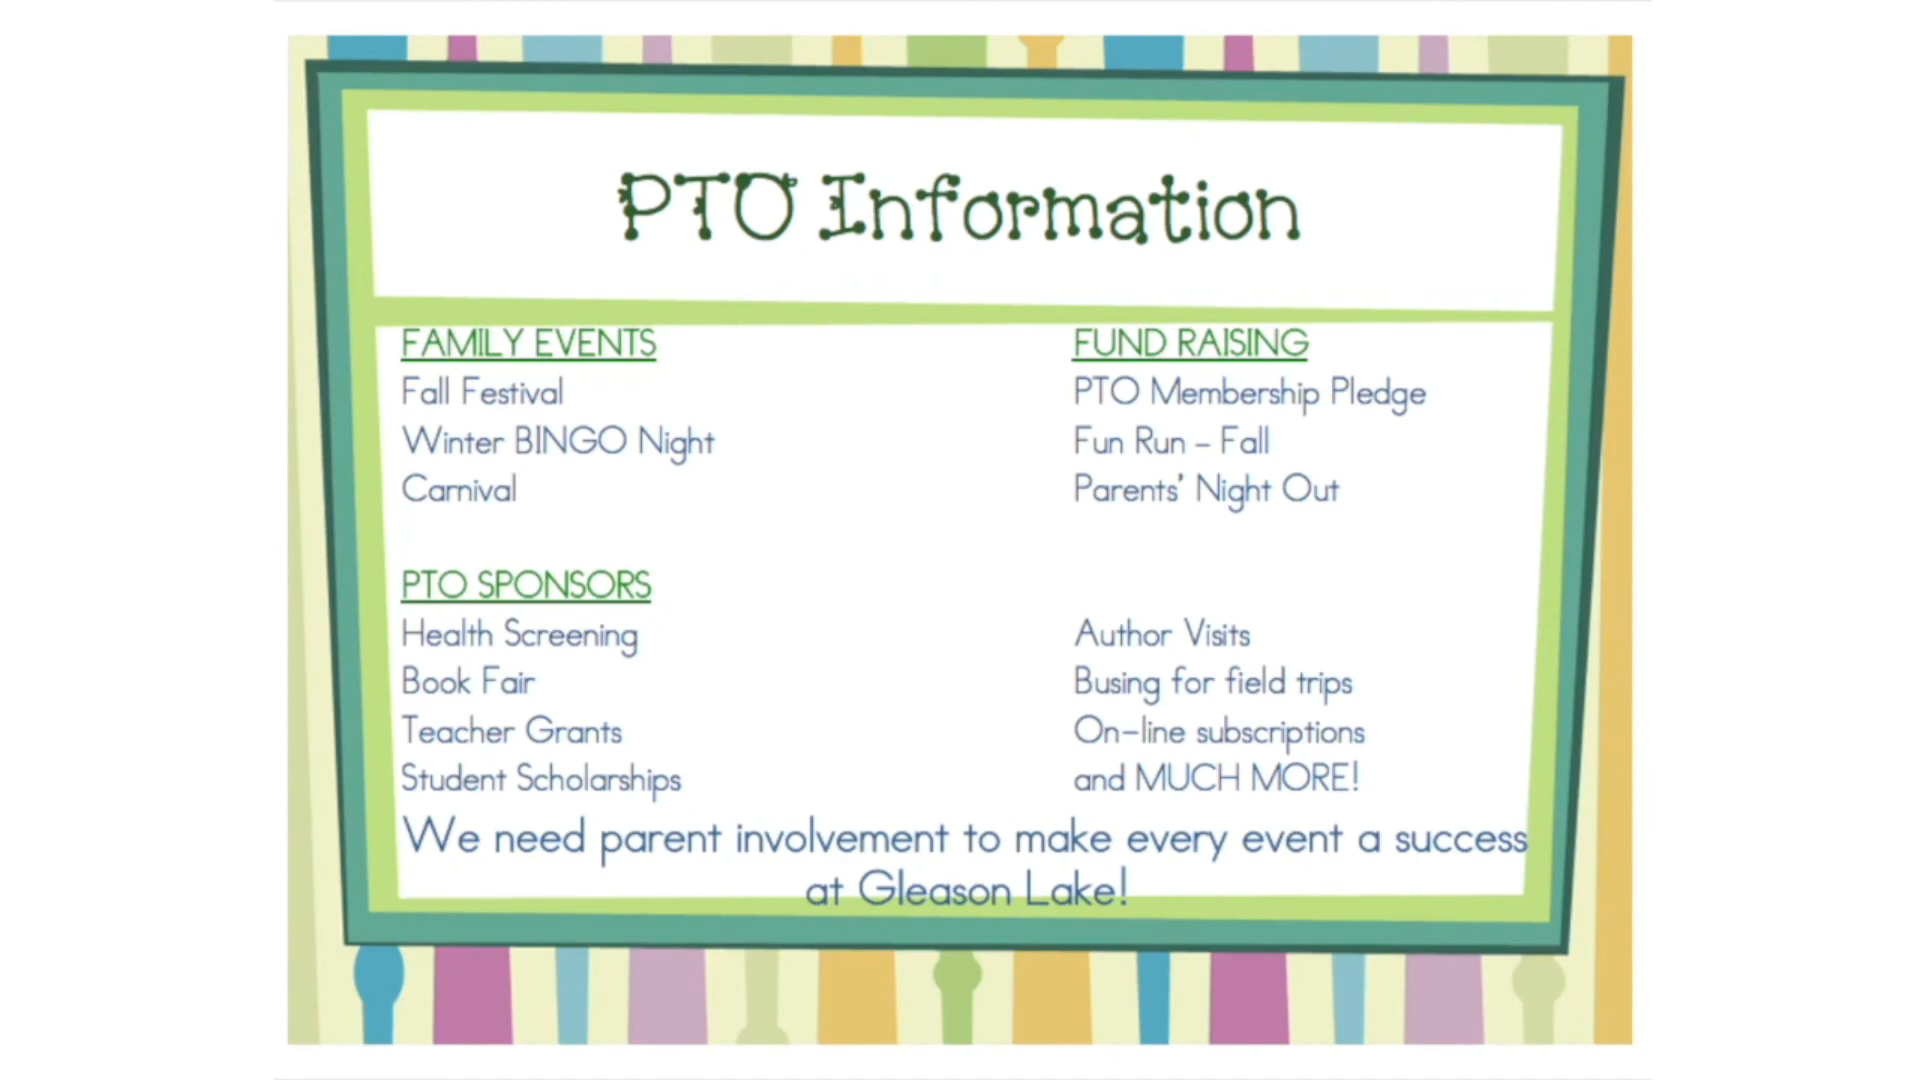 PTO Information
FAMILY EVENTS
Fall Festival
Winter BINGO Night
Carnival
FUND RAISING
PTO Membership Pledge
Fun Run – Fall
Parents’ Night Out
PTO SPONSORS
Health Screening
Book Fair
Teacher Grants
Student Scholarships
Author Visits
Busing for field trips
On-line subscriptions
and MUCH MORE!
We need parent involvement to make every event a success
at Gleason Lake!